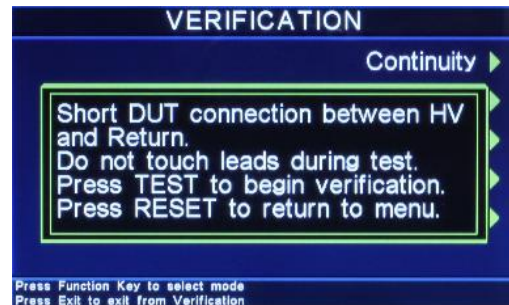 VERIFICATION
Continuity
Short DUT connection between HV
and Return.
Do not touch leads during test.
Press TEST to begin verification.
Press RESET to return to menu.
Press Function Key to select mode
Press Exit to exit from Verification